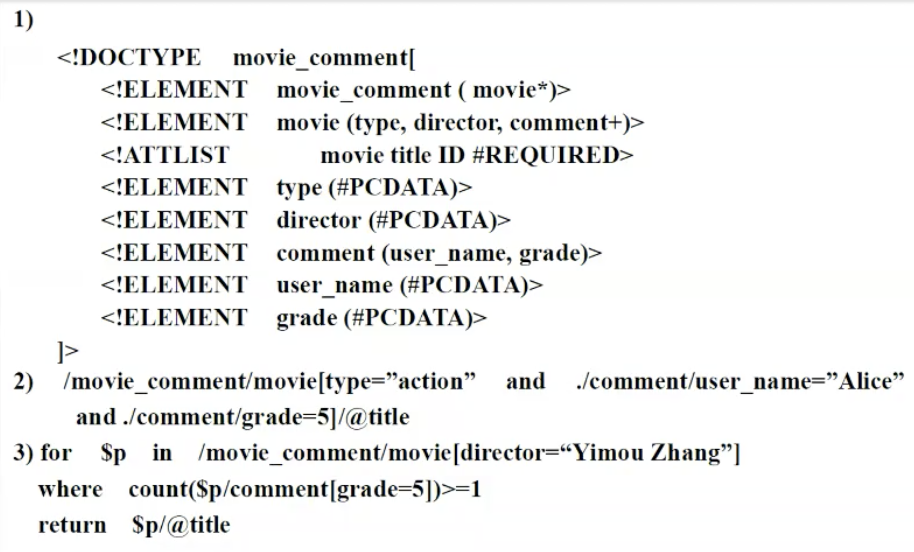 1)
<!DOCTYPE movie_comment[
<!ELEMENT movie_comment ( movie*)>
<!ELEMENT movie (type, director, comment+)>
<!ATTLIST movie title ID #REQUIRED>
<!ELEMENT type (#PCDATA)>
<!ELEMENT director (#PCDATA)>
<!ELEMENT comment (user_name, grade)>
<!ELEMENT user_name (#PCDATA)>
<!ELEMENT grade (#PCDATA)>
]>
2) /movie_comment/movie[type=”action” and ./comment/user_name=”Alice”
and ./comment/grade=5]/@title
3) for $p in /movie_comment/movie[director=“Yimou Zhang”]
where count($p/comment[grade=5])>=1
return $p/@title